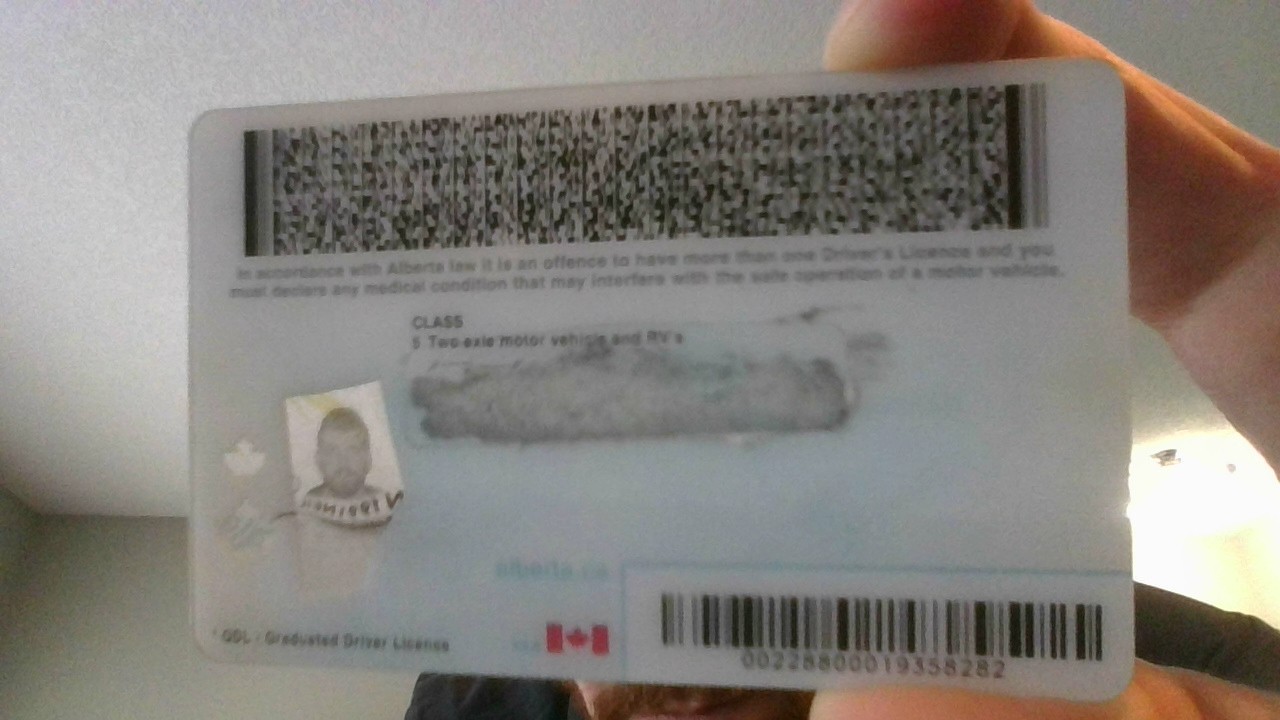 In accordance with Alberta law it is an offence to have more than one Driver's Licence and you
must declare any medical condition that may interfere with the safe operation of a motor vehicle.
CLASS
5 Two axle motor vehicle and RV's
alberta.ca
* GDL - Graduated Driver License
00228800019358282